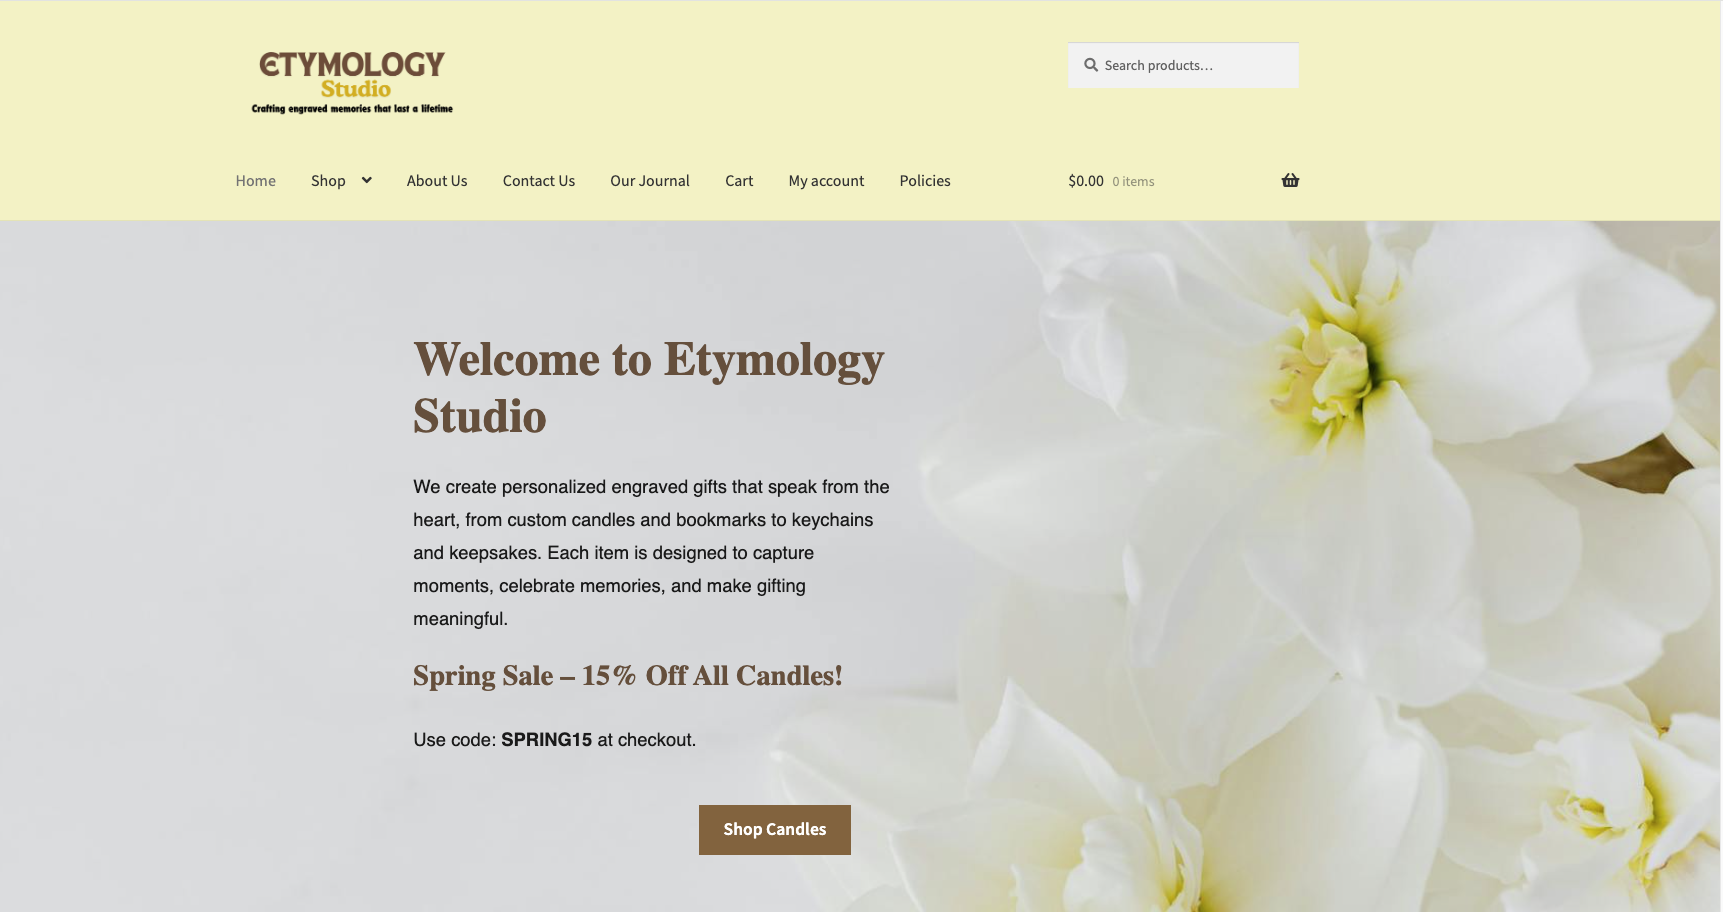 ETYMOLOGY
Studio
Crafting engraved memories that last a lifetime
Search products…
Home Shop About Us Contact Us Our Journal Cart My account Policies $0.00 0 items
Welcome to Etymology
Studio
We create personalized engraved gifts that speak from the
heart, from custom candles and bookmarks to keychains
and keepsakes. Each item is designed to capture
moments, celebrate memories, and make gifting
meaningful.
Spring Sale – 15% Off All Candles!
Use code: SPRING15 at checkout.
Shop Candles